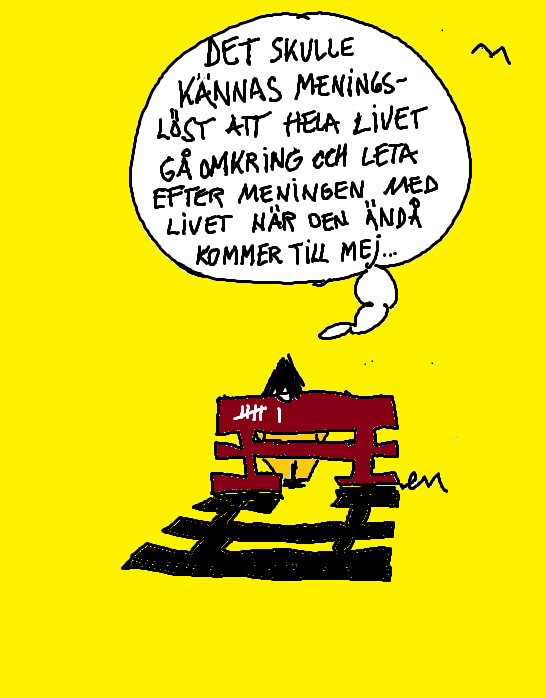 DET SKULLE
KÄNNAS MENINGS-
LÖST ATT HELA LIVET
GÅ OMKRING OCH LETA
EFTER MENINGEN MED
LIVET NÄR DEN ÄNDÅ
KOMMER TILL MEJ...
en